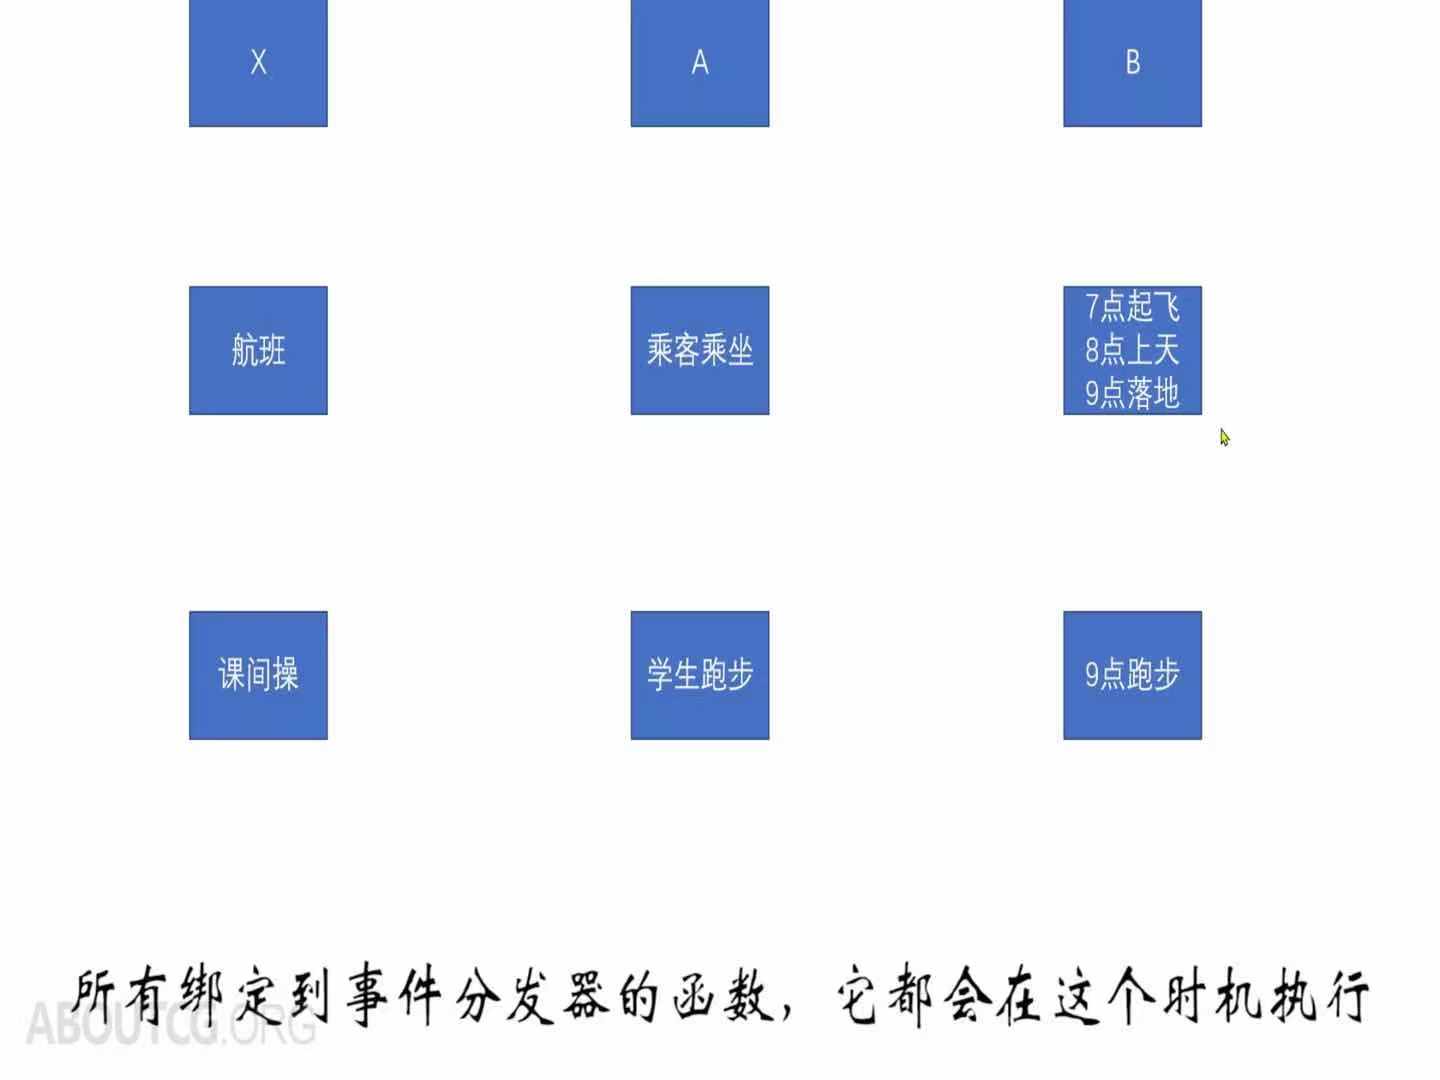 X
A
B
航班
乘客乘坐
7点起飞
8点上天
9点落地
课间操
学生跑步
9点跑步
所有绑定到事件分发器的函数，它都会在这个时机执行
ABOUTCG.ORG